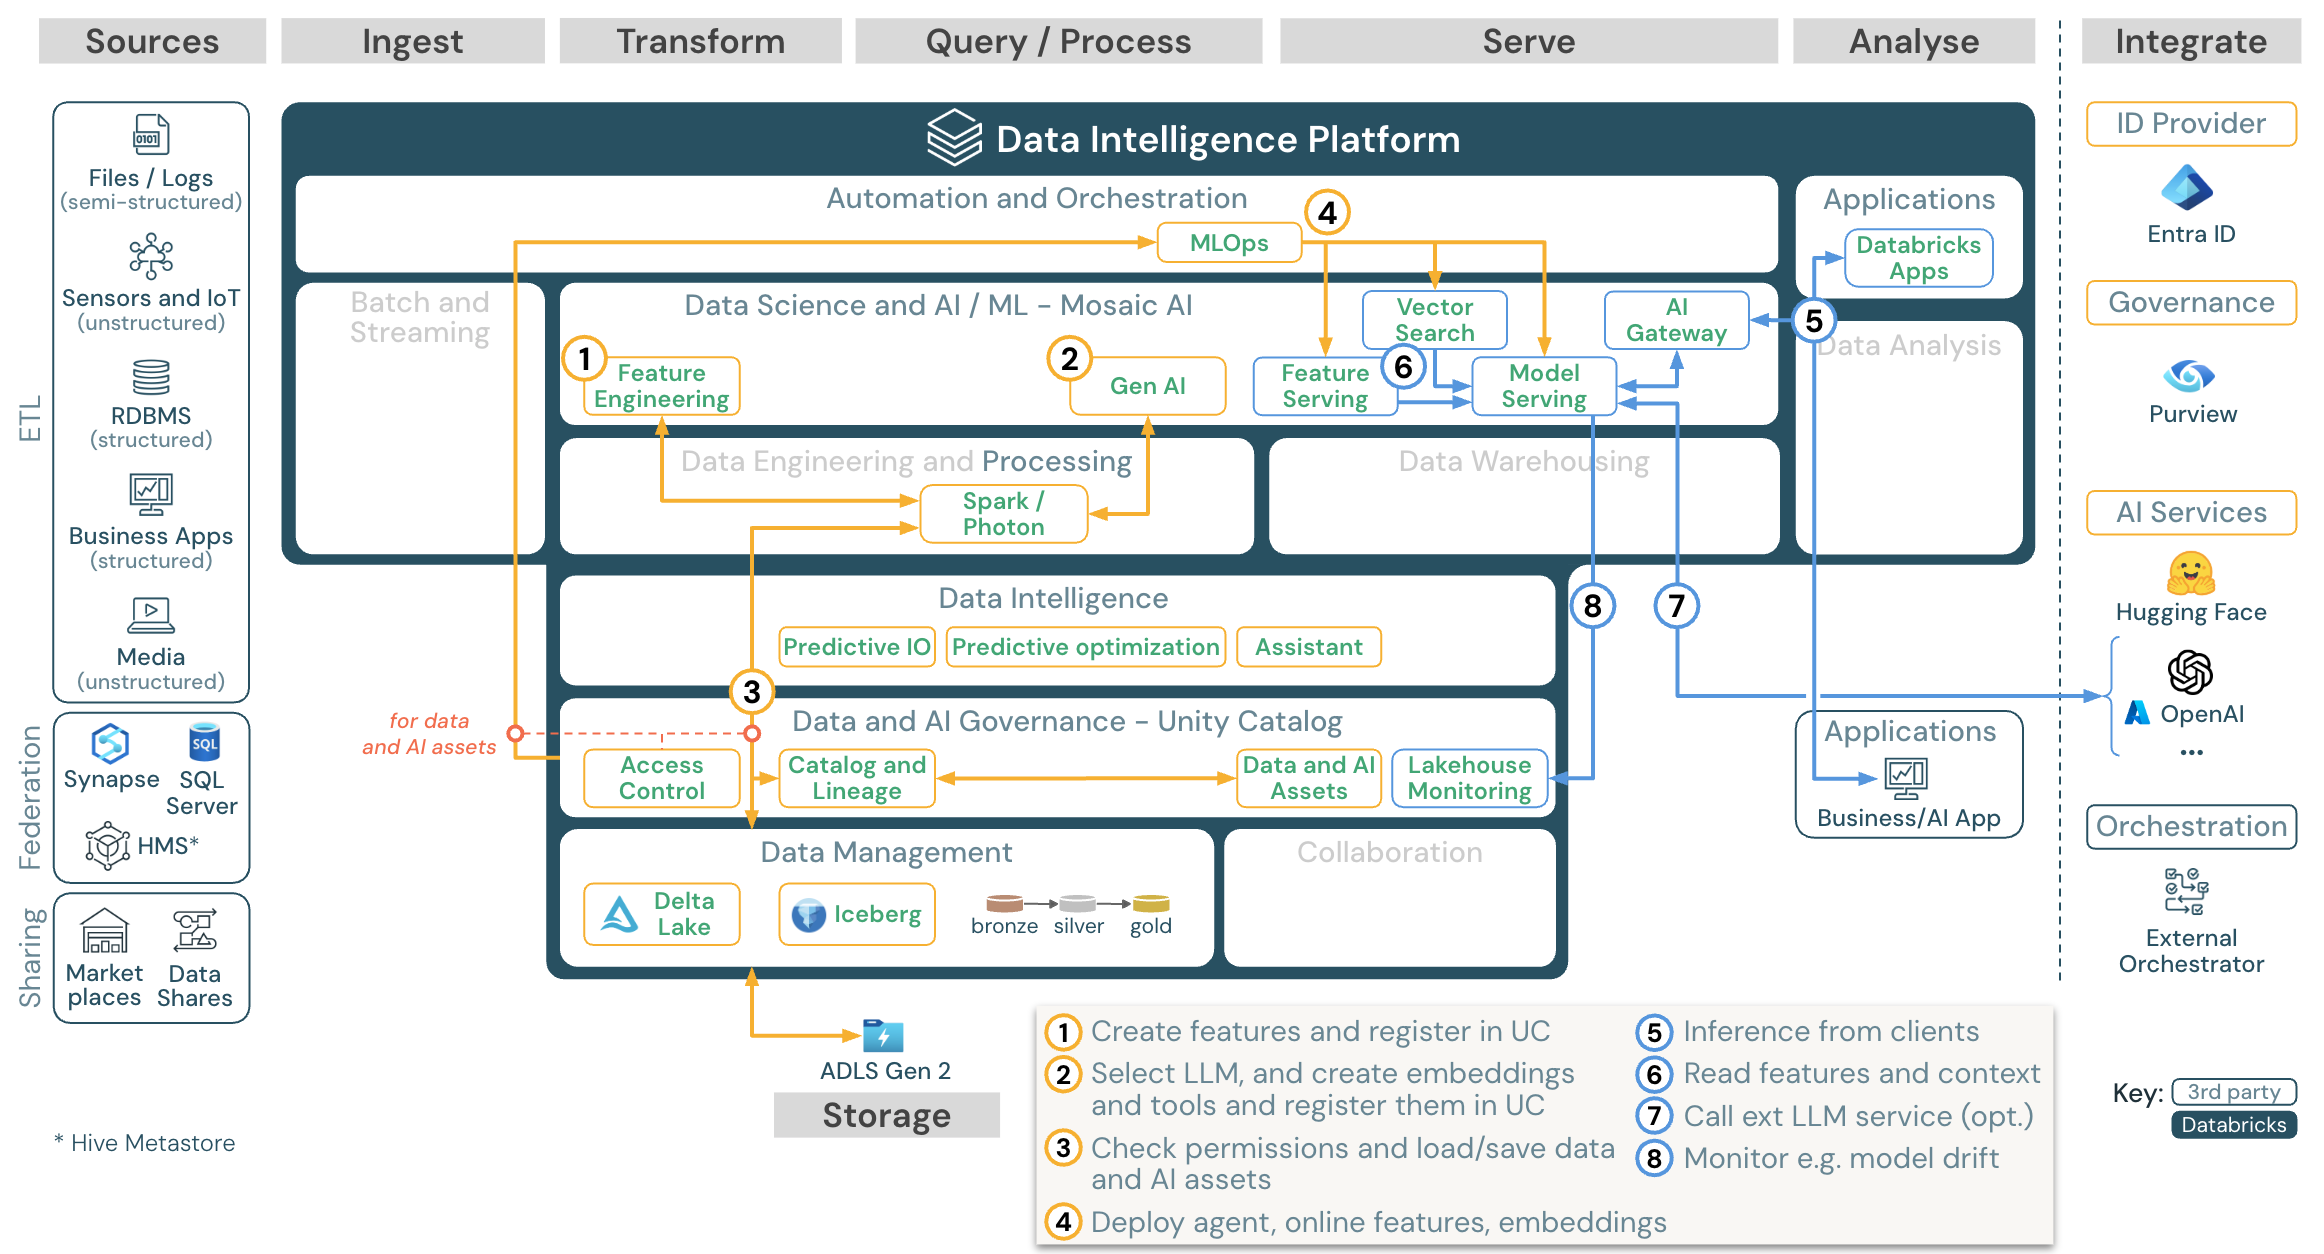 Sources
Ingest
Transform
Query / Process
Serve
Analyse
Integrate
ETL
Files / Logs
(semi-structured)
Sensors and IoT
(unstructured)
RDBMS
(structured)
Business Apps
(structured)
Media
(unstructured)
Federation
Synapse
SQL
SQL
Server
HMS*
Sharing
Market
places
Data
Shares
* Hive Metastore
Data Intelligence Platform
Automation and Orchestration
4
MLOps
Applications
Databricks
Apps
Batch and
Streaming
Data Science and AI / ML - Mosaic AI
1
Feature
Engineering
2
Gen AI
Vector
Search
AI
Gateway
5
6
Feature
Serving
Model
Serving
Data Analysis
Data Engineering and Processing
Spark /
Photon
Data Warehousing
Data Intelligence
Predictive IO
Predictive optimization
Assistant
8
7
3
for data
and AI assets
Data and AI Governance - Unity Catalog
Access
Control
Catalog and
Lineage
Data and AI
Assets
Lakehouse
Monitoring
Applications
Business/AI App
Data Management
Delta
Lake
Iceberg
bronze
silver
gold
Collaboration
ADLS Gen 2
Storage
ID Provider
Entra ID
Governance
Purview
AI Services
Hugging Face
OpenAI
...
Orchestration
External
Orchestrator
1 Create features and register in UC
2 Select LLM, and create embeddings
and tools and register them in UC
3 Check permissions and load/save data
and AI assets
4 Deploy agent, online features, embeddings
5 Inference from clients
6 Read features and context
7 Call ext LLM service (opt.)
8 Monitor e.g. model drift
Key:
3rd party
Databricks
0101